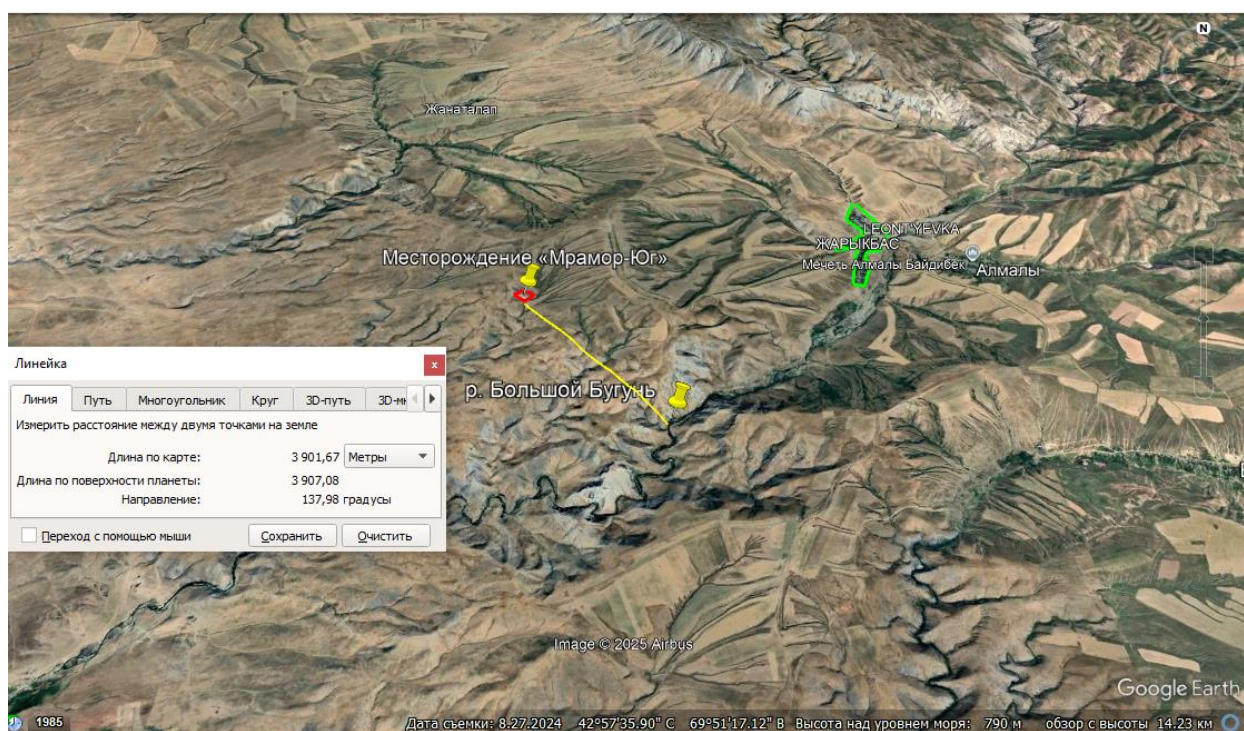 N
Жанаталап
LEONT'YEVKA
ЖАРЫКБАС
Месторождение «Мрамор-Юг»
Мечеть Алмалы Байдибек
Алмалы
Линейка
x
Линия Путь Многоугольник Круг 3D-путь
Измерить расстояние между двумя точками на земле
Длина по карте: 3 901,67 Метры
Длина по поверхности планеты: 3 907,08
Направление: 137,98 градусы
Переход с помощью мыши Сохранить Очистить
р. Большой Бугунь
Image © 2025 Airbus
Google Earth
1985
Дата съемки: 8.27.2024 42°57'35.90" С 69°51'17.12" В Высота над уровнем моря: 790 м обзор с высоты 14.23 км